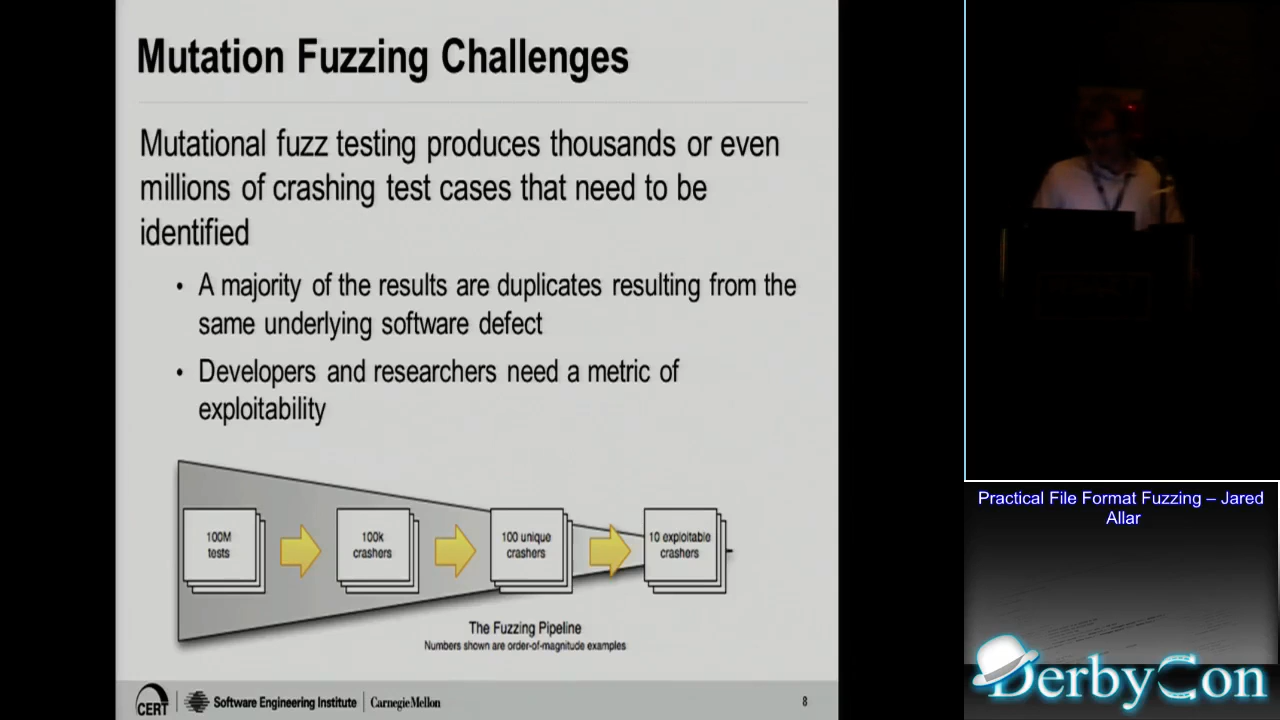 Mutation Fuzzing Challenges
Mutational fuzz testing produces thousands or even
millions of crashing test cases that need to be
identified
• A majority of the results are duplicates resulting from the
same underlying software defect
• Developers and researchers need a metric of
exploitability
100M
tests
100k
crashers
100 unique
crashers
10 exploitable
crashers
The Fuzzing Pipeline
Numbers shown are order-of-magnitude examples
CERT
Software Engineering Institute
Carnegie Mellon
8
Practical File Format Fuzzing – Jared
Allar
DerbyCon